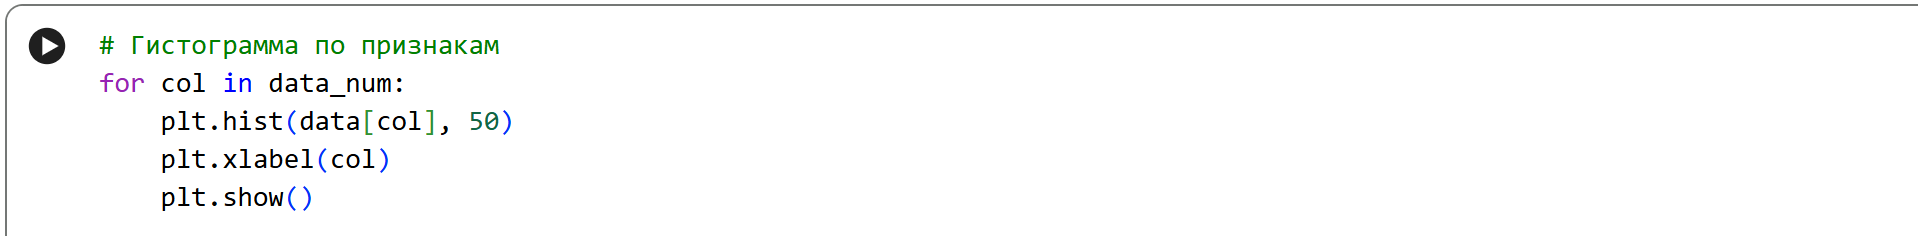 # Гистограмма по признакам
for col in data_num:
    plt.hist(data[col], 50)
    plt.xlabel(col)
    plt.show()